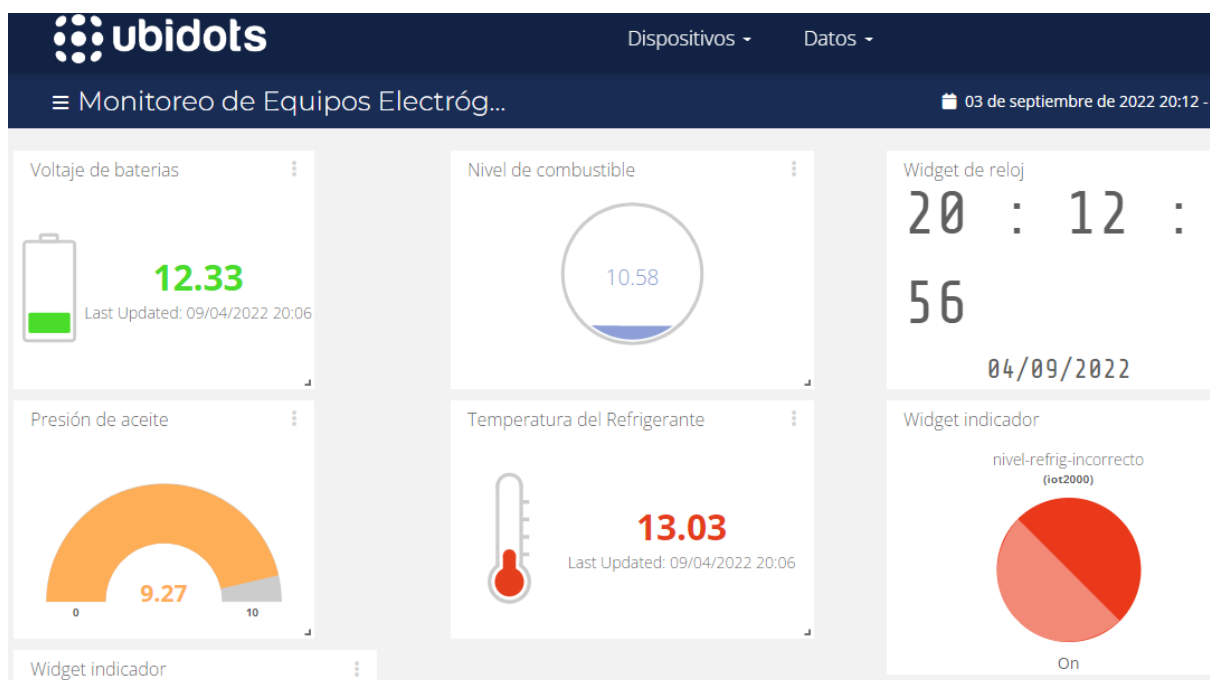 ubidots
Dispositivos
Datos
Monitoreo de Equipos Electróg...
03 de septiembre de 2022 20:12 -
Voltaje de baterias
12.33
Last Updated: 09/04/2022 20:06
Nivel de combustible
10.58
Widget de reloj
20 : 12 :
56
04/09/2022
Presión de aceite
9.27
0
10
Temperatura del Refrigerante
13.03
Last Updated: 09/04/2022 20:06
Widget indicador
nivel-refrig-incorrecto
(iot2000)
On
Widget indicador